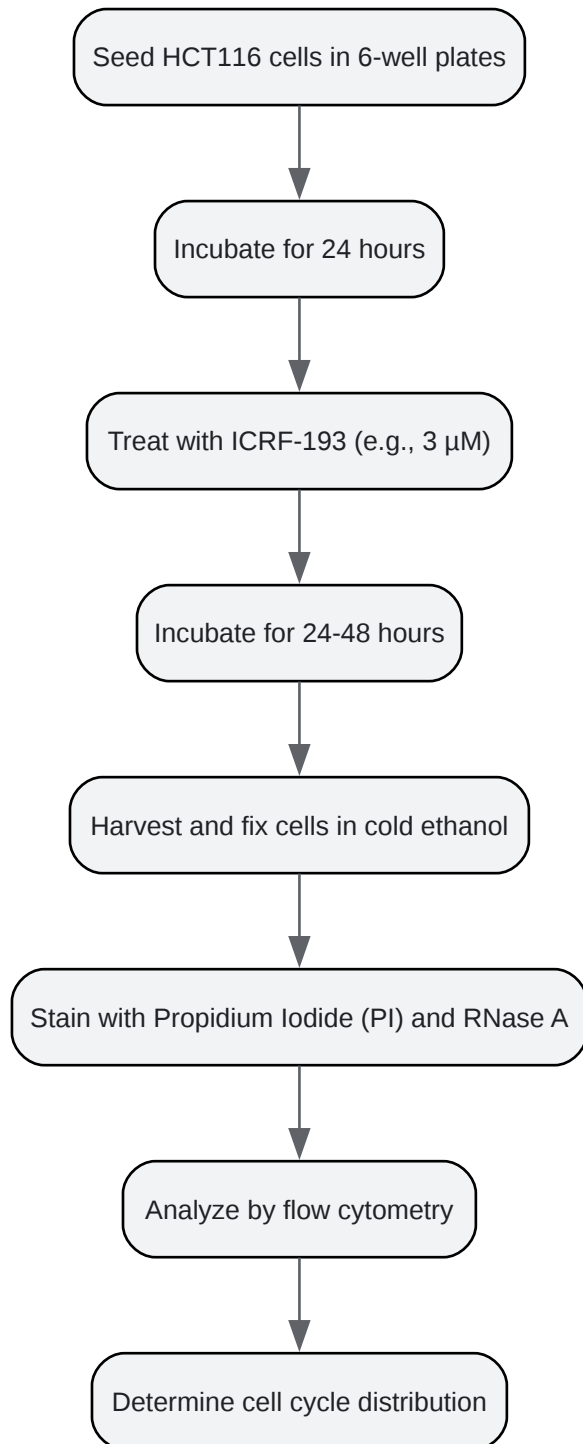 Seed HCT116 cells in 6-well plates
Incubate for 24 hours
Treat with ICRF-193 (e.g., 3 µM)
Incubate for 24-48 hours
Harvest and fix cells in cold ethanol
Stain with Propidium Iodide (PI) and RNase A
Analyze by flow cytometry
Determine cell cycle distribution